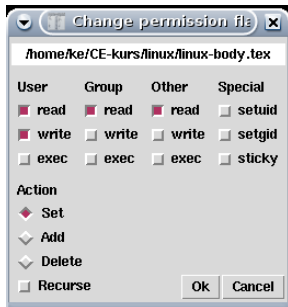 Change permission fla
/home/ke/CE-kurs/linux/linux-body.tex
User Group Other Special
read read read setuid
write write write setgid
exec exec exec sticky
Action
Set
Add
Delete
Recurse Ok Cancel